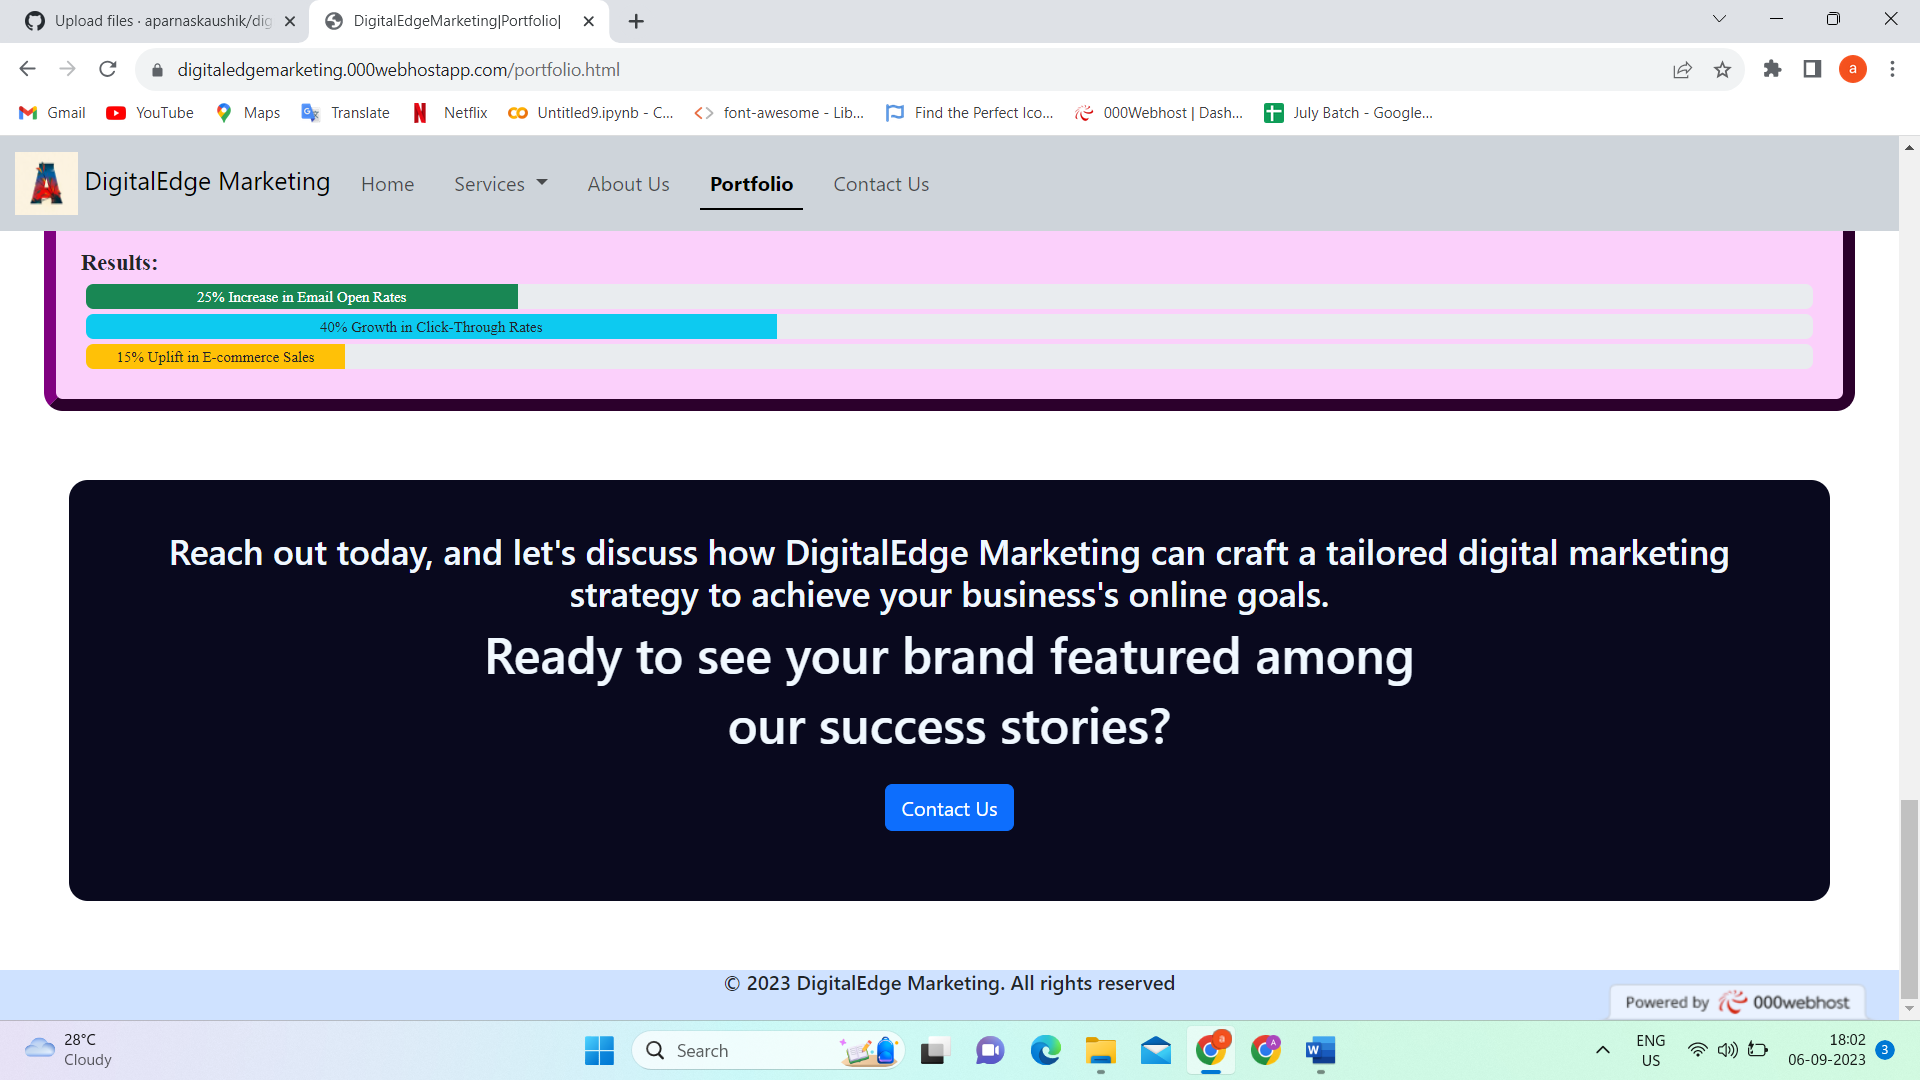 Upload files · aparnaskaushik/dig
DigitalEdgeMarketing|Portfolio|
digitaledgemarketing.000webhostapp.com/portfolio.html
a
Gmail
YouTube
Maps
Translate
Netflix
Untitled9.ipynb - C...
font-awesome - Lib...
Find the Perfect Ico...
000Webhost | Dash...
July Batch - Google...
DigitalEdge Marketing
Home
Services
About Us
Portfolio
Contact Us
Results:
25% Increase in Email Open Rates
40% Growth in Click-Through Rates
15% Uplift in E-commerce Sales
Reach out today, and let's discuss how DigitalEdge Marketing can craft a tailored digital marketing
strategy to achieve your business's online goals.
Ready to see your brand featured among
our success stories?
Contact Us
© 2023 DigitalEdge Marketing. All rights reserved
Powered by 000webhost
28°C
Cloudy
Search
ENG
US
18:02
06-09-2023
3